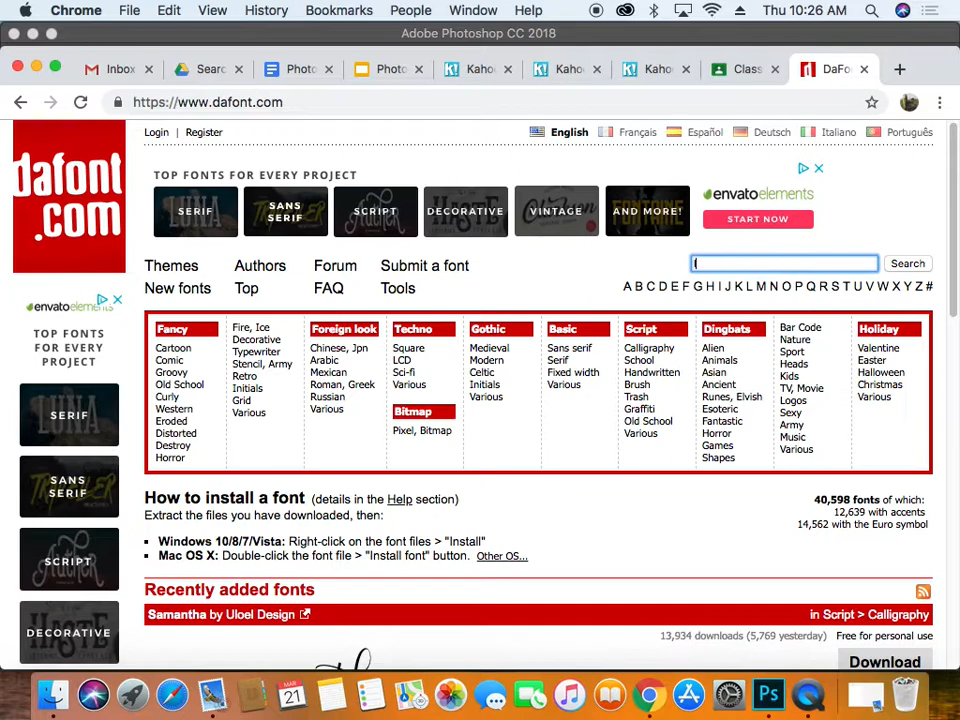 Chrome File Edit View History Bookmarks People Window Help Thu 10:26 AM
Adobe Photoshop CC 2018
Inbox Searc Photo Photo Kaho Kaho Kaho Class DaFo
https://www.dafont.com
Login | Register English Français Español Deutsch Italiano Português
dafont
.com
TOP FONTS FOR EVERY PROJECT
SERIF SANS SERIF SCRIPT DECORATIVE VINTAGE AND MORE!
envatoelements
START NOW
Themes Authors Forum Submit a font
f Search
New fonts Top FAQ Tools
A B C D E F G H I J K L M N O P Q R S T U V W X Y Z #
envatoelements
TOP FONTS
FOR EVERY
PROJECT
SERIF
SANS
SERIF
SCRIPT
DECORATIVE
Fancy
Cartoon
Comic
Groovy
Old School
Curly
Western
Eroded
Distorted
Destroy
Horror
Fire, Ice
Decorative
Typewriter
Stencil, Army
Retro
Initials
Grid
Various
Foreign look
Chinese, Jpn
Arabic
Mexican
Roman, Greek
Russian
Various
Techno
Square
LCD
Sci-fi
Various
Bitmap
Pixel, Bitmap
Gothic
Medieval
Modern
Celtic
Initials
Various
Basic
Sans serif
Serif
Fixed width
Various
Script
Calligraphy
School
Handwritten
Brush
Trash
Graffiti
Old School
Various
Dingbats
Alien
Animals
Asian
Ancient
Runes, Elvish
Esoteric
Fantastic
Horror
Games
Shapes
Bar Code
Nature
Sport
Heads
Kids
TV, Movie
Logos
Sexy
Army
Music
Various
Holiday
Valentine
Easter
Halloween
Christmas
Various
How to install a font (details in the Help section)
Extract the files you have downloaded, then:
Windows 10/8/7/Vista: Right-click on the font files > "Install"
Mac OS X: Double-click the font file > "Install font" button. Other OS...
40,598 fonts of which:
12,639 with accents
14,562 with the Euro symbol
Recently added fonts
Samantha by Uloel Design in Script > Calligraphy
13,934 downloads (5,769 yesterday) Free for personal use
Download
MAR
21
Ps